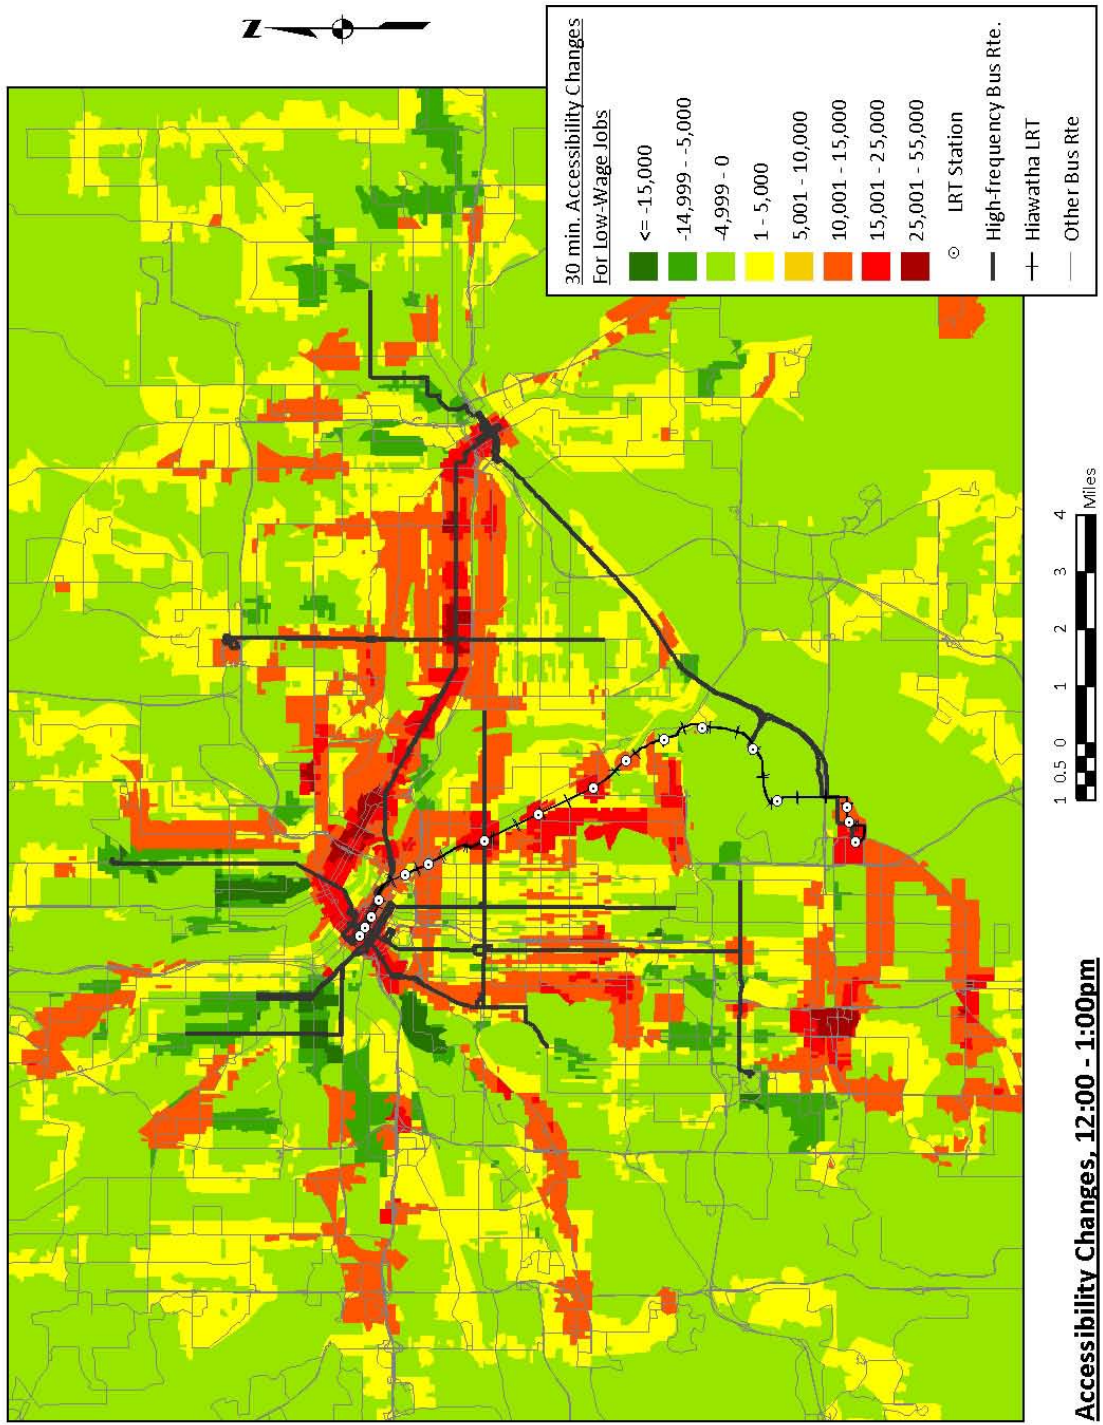 N
30 min. Accessibility Changes
For Low-Wage Jobs
<= -15,000
-14,999 - -5,000
-4,999 - 0
1 - 5,000
5,001 - 10,000
10,001 - 15,000
15,001 - 25,000
25,001 - 55,000
LRT Station
High-frequency Bus Rte.
Hiawatha LRT
Other Bus Rte
1 0.5 0 1 2 3 4
Miles
Accessibility Changes, 12:00 - 1:00pm